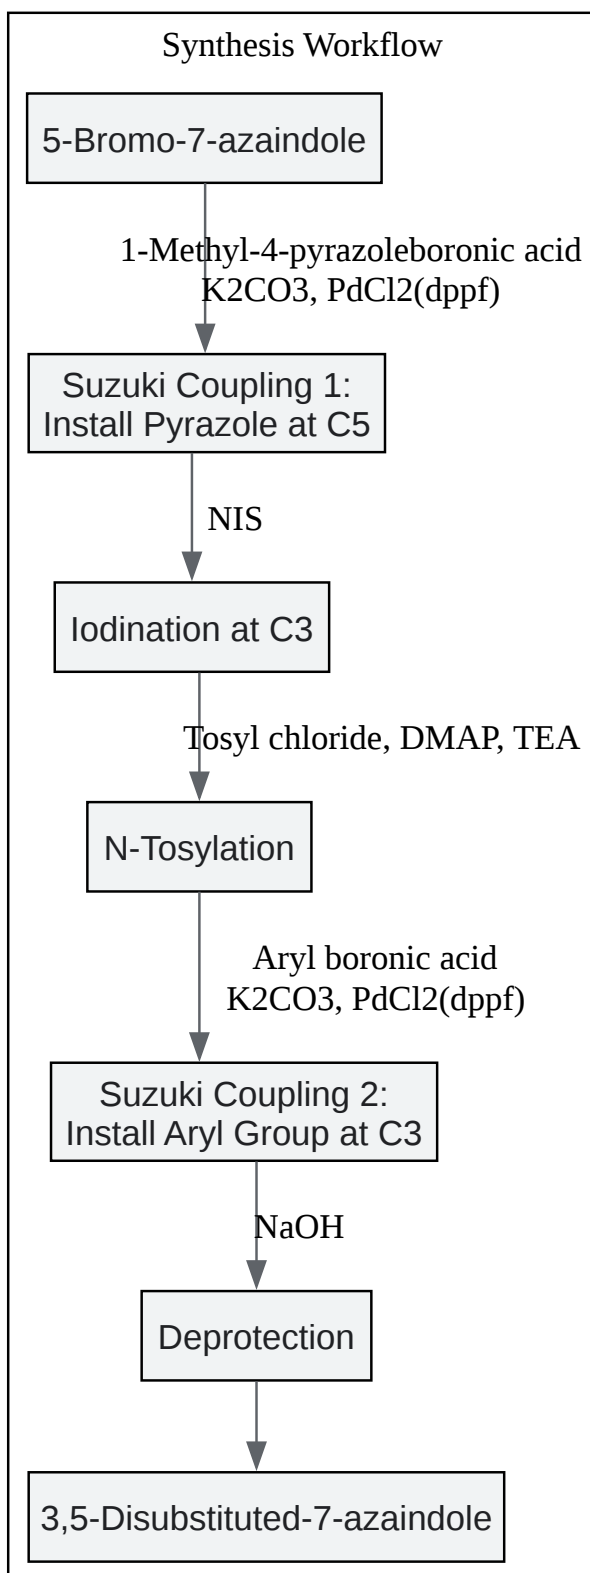 Synthesis Workflow
5-Bromo-7-azaindole
1-Methyl-4-pyrazoleboronic acid
K2CO3, PdCl2(dppf)
Suzuki Coupling 1:
Install Pyrazole at C5
NIS
Iodination at C3
Tosyl chloride, DMAP, TEA
N-Tosylation
Aryl boronic acid
K2CO3, PdCl2(dppf)
Suzuki Coupling 2:
Install Aryl Group at C3
NaOH
Deprotection
3,5-Disubstituted-7-azaindole